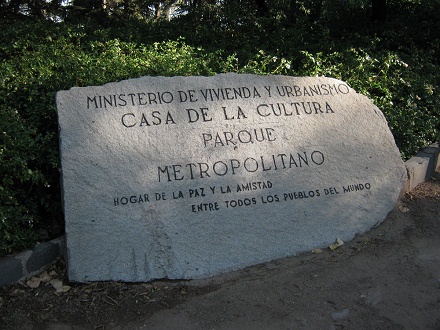 MINISTERIO DE VIVIENDA Y URBANISMO
CASA DE LA CULTURA
PARQUE
METROPOLITANO
HOGAR DE LA PAZ Y LA AMISTAD
ENTRE TODOS LOS PUEBLOS DEL MUNDO